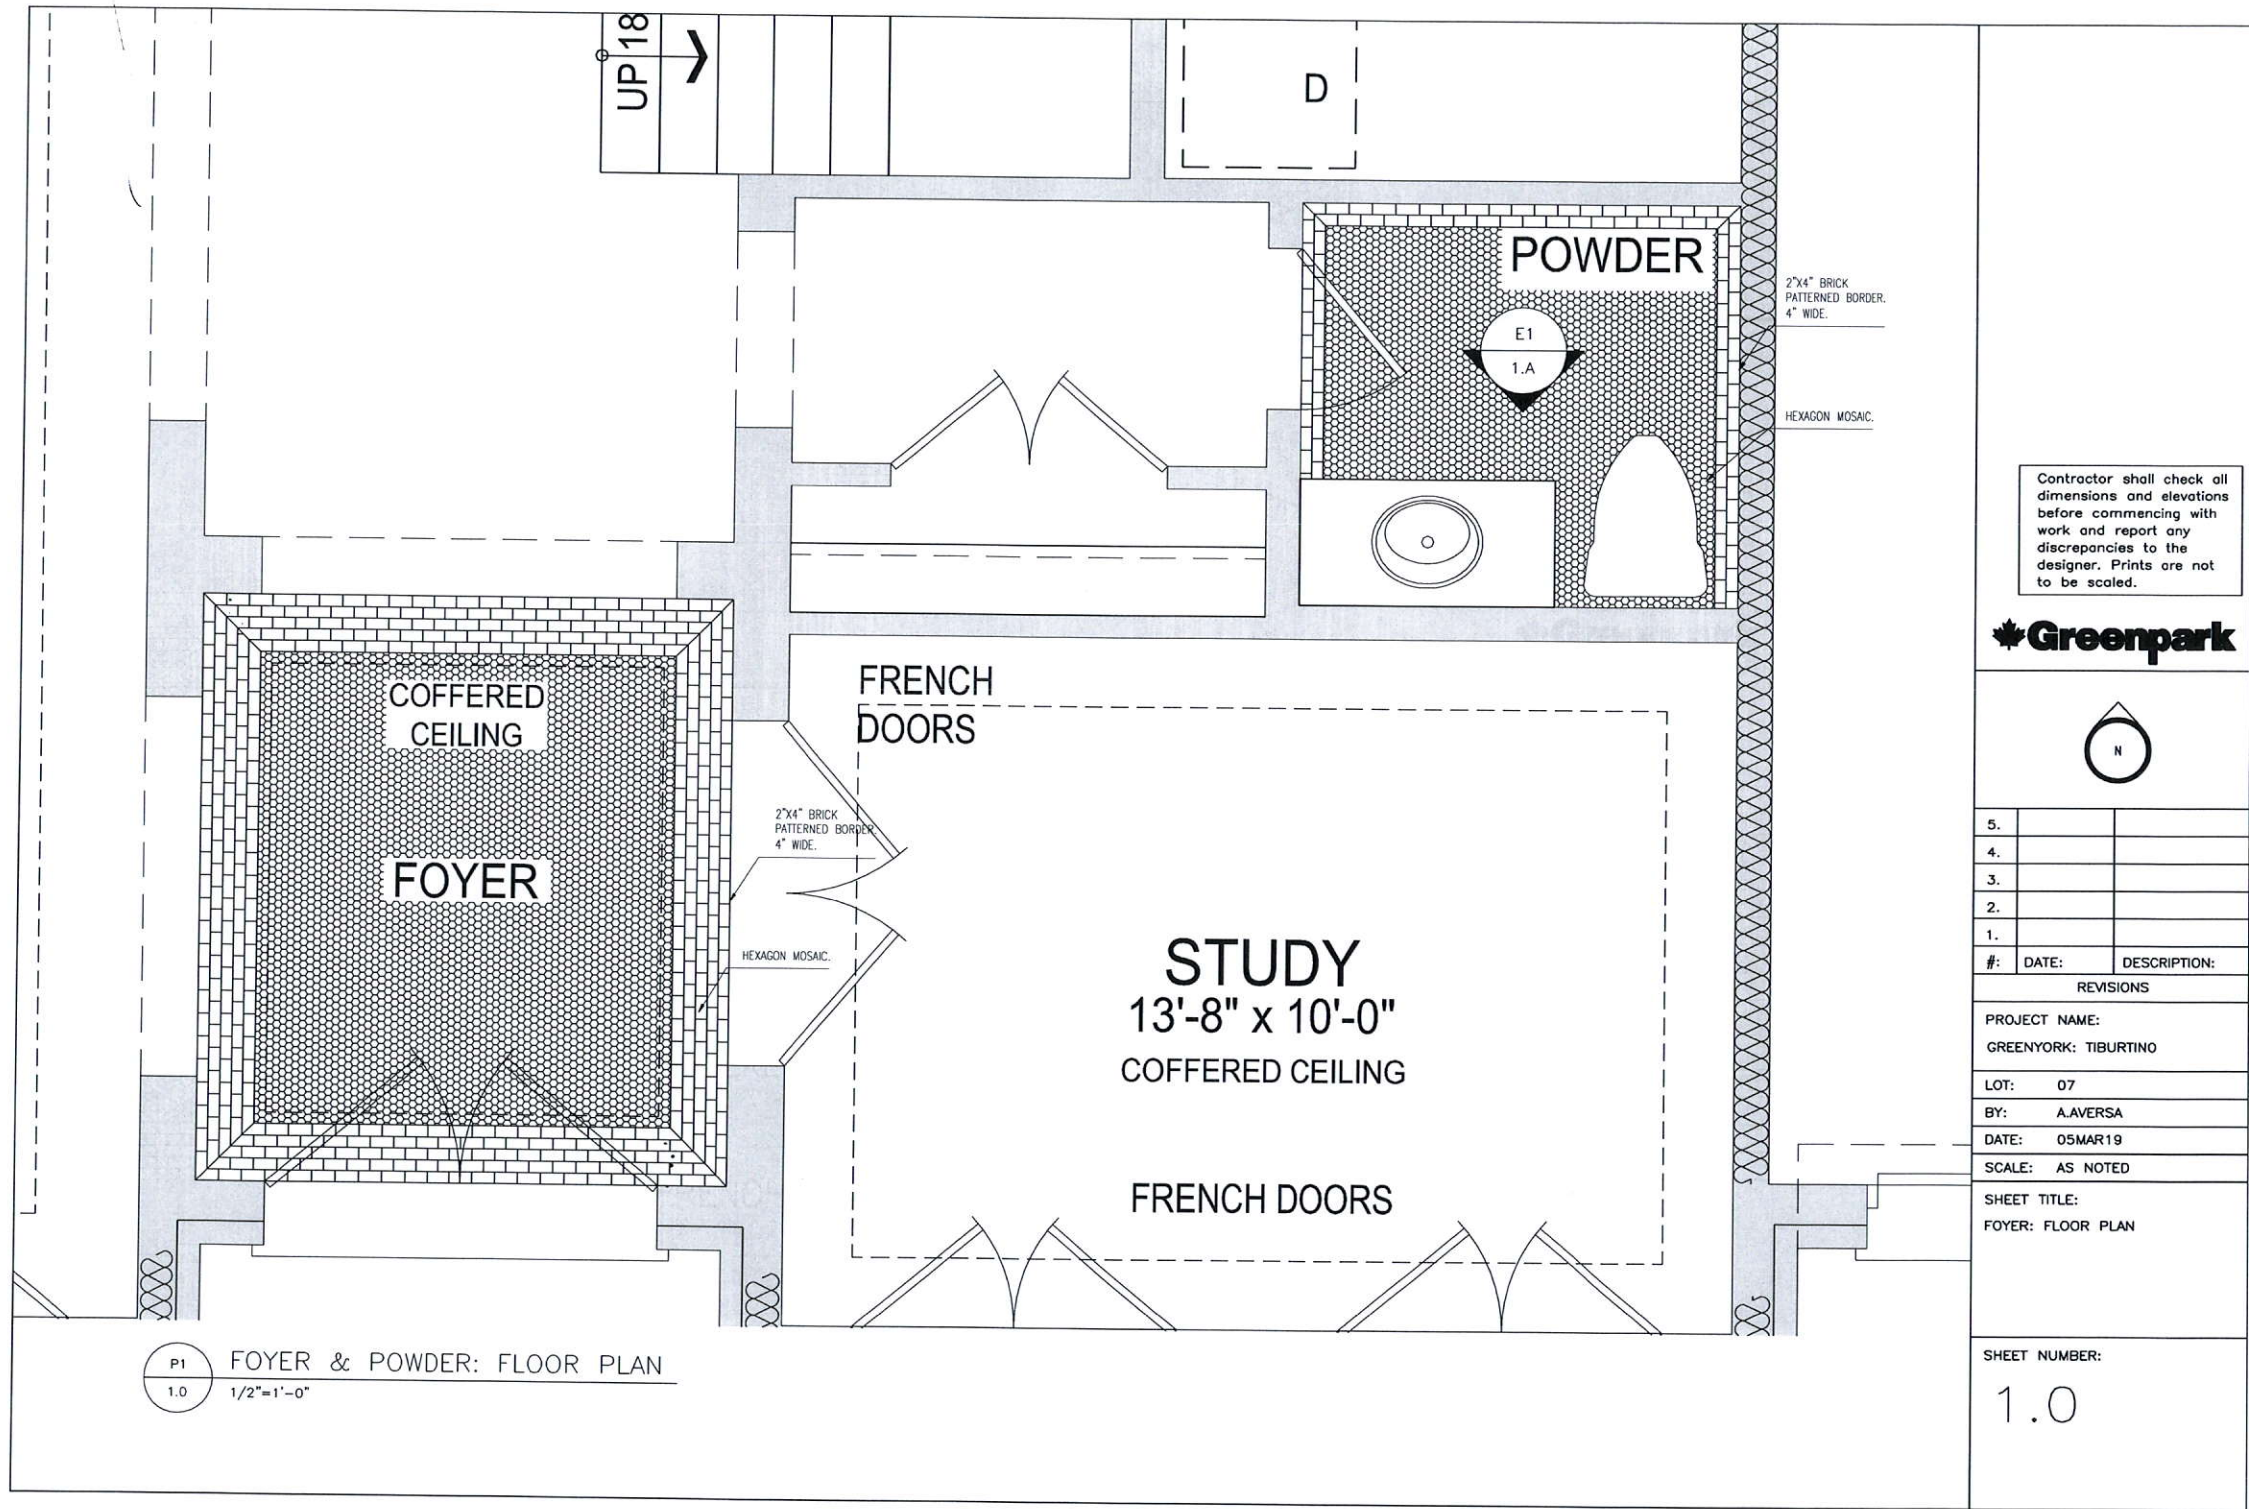 UP 18
D
POWDER
E1
1.A
2"X4" BRICK
PATTERNED BORDER.
4" WIDE.
HEXAGON MOSAIC.
COFFERED
CEILING
FOYER
FRENCH
DOORS
2"X4" BRICK
PATTERNED BORDER.
4" WIDE.
HEXAGON MOSAIC.
STUDY
13'-8" x 10'-0"
COFFERED CEILING
FRENCH DOORS
P1
1.0
FOYER & POWDER: FLOOR PLAN
1/2"=1'-0"
Contractor shall check all
dimensions and elevations
before commencing with
work and report any
discrepancies to the
designer. Prints are not
to be scaled.
Greenpark
N
5.
4.
3.
2.
1.
#: DATE: DESCRIPTION:
REVISIONS
PROJECT NAME:
GREENYORK: TIBURTINO
LOT: 07
BY: A.AVERSA
DATE: 05MAR19
SCALE: AS NOTED
SHEET TITLE:
FOYER: FLOOR PLAN
SHEET NUMBER:
1.0